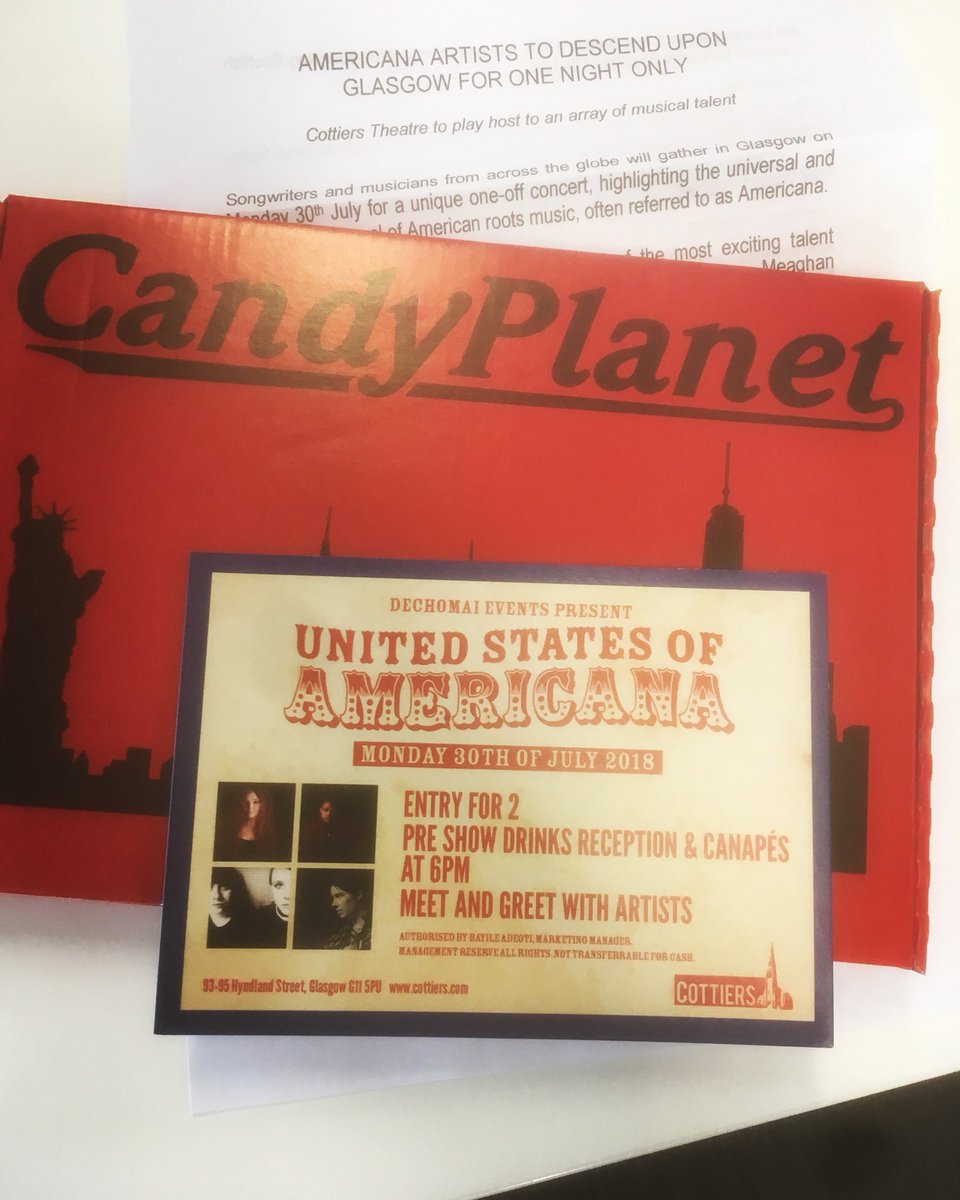 AMERICANA ARTISTS TO DESCEND UPON
GLASGOW FOR ONE NIGHT ONLY
Cottiers Theatre to play host to an array of musical talent
Songwriters and musicians from across the globe will gather in Glasgow on
Monday 30th July for a unique one-off concert, highlighting the universal and
of American roots music, often referred to as Americana.
the most exciting talent
Meaghan
CandyPlanet
DECHOMAI EVENTS PRESENT
UNITED STATES OF
AMERICANA
MONDAY 30TH OF JULY 2018
ENTRY FOR 2
PRE SHOW DRINKS RECEPTION & CANAPÉS
AT 6PM
MEET AND GREET WITH ARTISTS
AUTHORISED BY BAYILE ADEOTI, MARKETING MANAGER.
MANAGEMENT RESERVE ALL RIGHTS. NOT TRANSFERRABLE FOR CASH.
93-95 Hyndland Street, Glasgow G11 5PU www.cottiers.com
COTTIERS